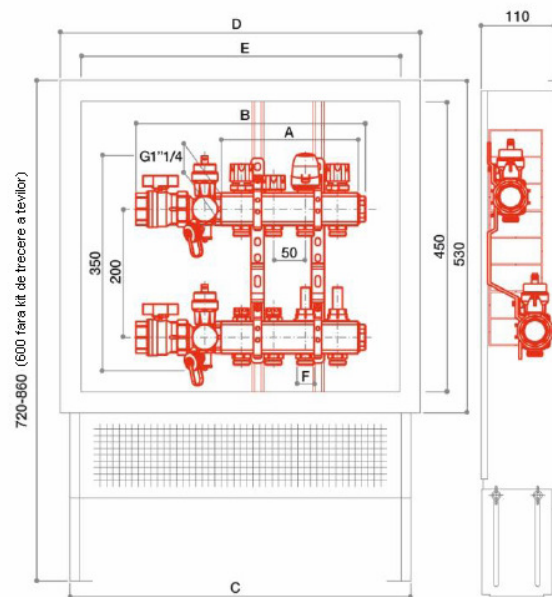 D
110
E
B
A
G1"1/4
50
350
200
450
530
720-860 (600 fara kit de trecere a tevilor)
F
C